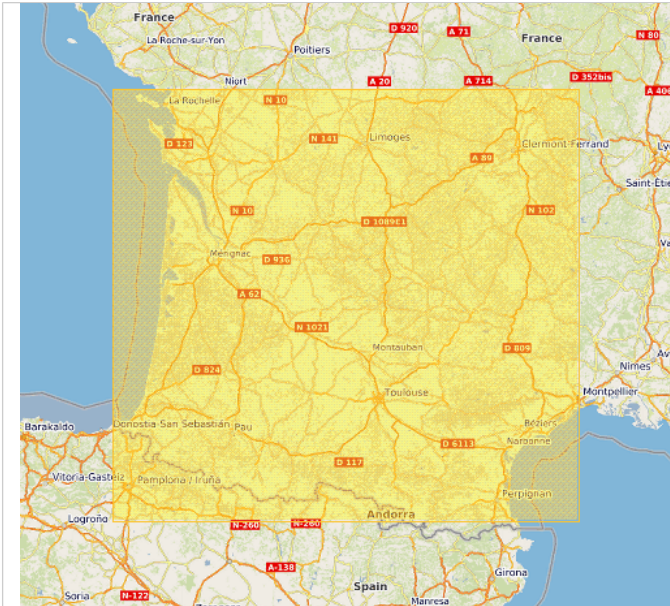 France
La Roche-sur-Yon
D 920
A 71
France
N 80
Poitiers
Niort
A 20
A 714
D 352bis
A 406
La Rochelle
N 10
D 123
N 141
Limoges
Clermont-Ferrand
A 89
Ly
Saint-Étie
N 10
D 1089E1
N 102
Va
Mérignac
D 936
A 62
N 1021
Montauban
D 809
Nîmes
Av
D 824
Toulouse
Montpellier
Barakaldo
Donostia-San Sebastián
Pau
Béziers
D 6113
Narbonne
D 117
Vitoria-Gasteiz
Pamplona / Iruña
Perpignan
Logroño
Andorra
N-260
N-260
A-138
Girona
Spain
Soria
N-122
Manresa